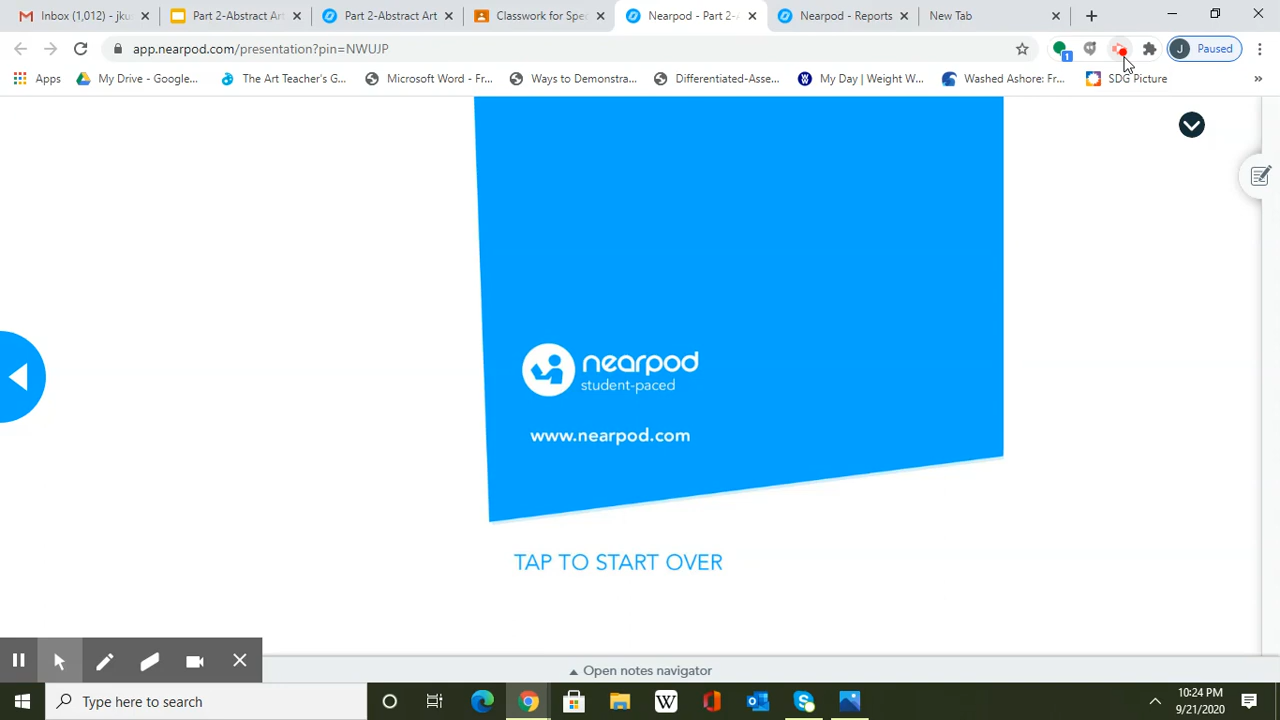 Inbox (1,012) - jku
Part 2-Abstract Art
Part 2-Abstract Art
Classwork for Spe
Nearpod - Part 2-
Nearpod - Reports
New Tab
app.nearpod.com/presentation?pin=NWUJP
1
J
Paused
Apps
My Drive - Google...
The Art Teacher's G...
Microsoft Word - Fr...
Ways to Demonstra...
Differentiated-Asse...
My Day | Weight W...
Washed Ashore: Fr...
SDG Picture
»
nearpod
student-paced
www.nearpod.com
TAP TO START OVER
Open notes navigator
Type here to search
W
10:24 PM
9/21/2020